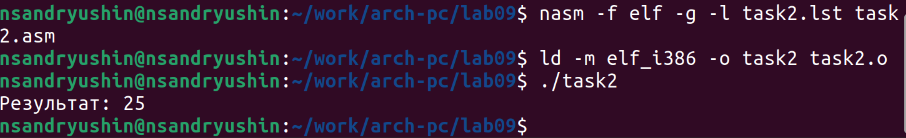 nsandryushin@nsandryushin:~/work/arch-pc/lab09$ nasm -f elf -g -l task2.lst task
2.asm
nsandryushin@nsandryushin:~/work/arch-pc/lab09$ ld -m elf_i386 -o task2 task2.o
nsandryushin@nsandryushin:~/work/arch-pc/lab09$ ./task2
Результат: 25
nsandryushin@nsandryushin:~/work/arch-pc/lab09$